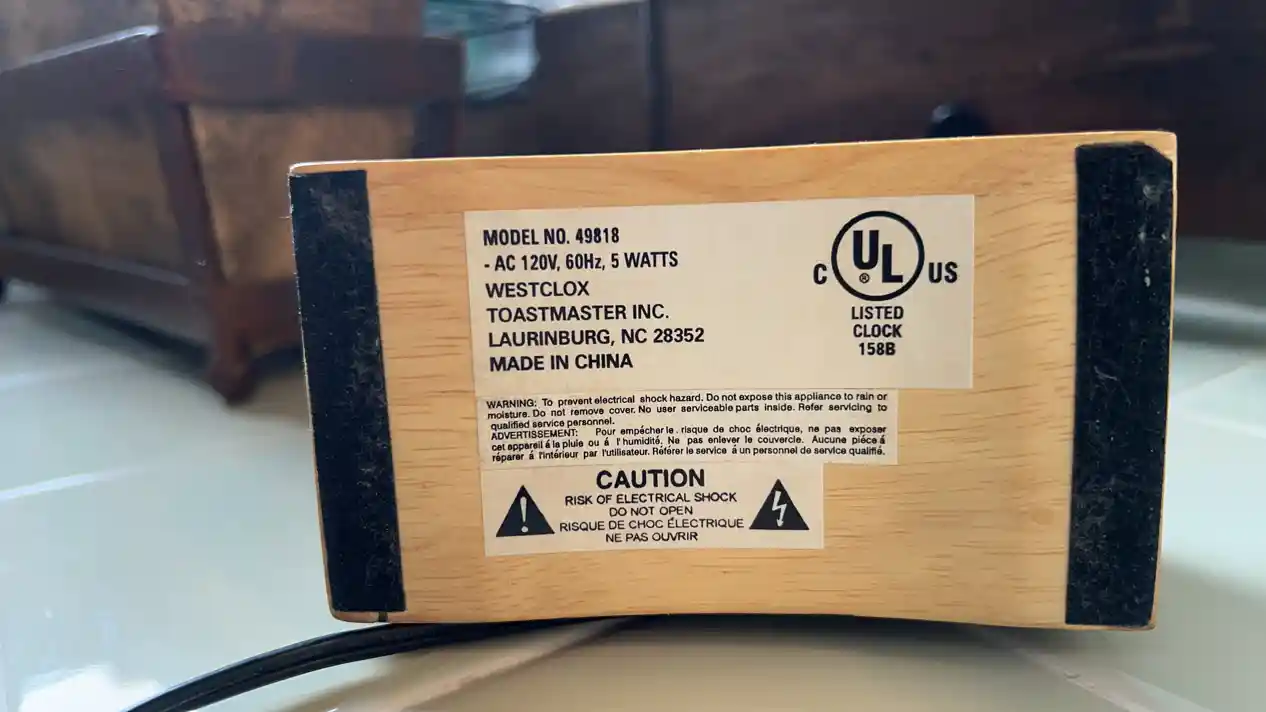 MODEL NO. 49818
- AC 120V, 60Hz, 5 WATTS
WESTCLOX
TOASTMASTER INC.
LAURINBURG, NC 28352
MADE IN CHINA
C UL ® US
LISTED
CLOCK
158B
WARNING: To prevent electrical shock hazard. Do not expose this appliance to rain or
moisture. Do not remove cover. No user serviceable parts inside. Refer servicing to
qualified service personnel.
ADVERTISSEMENT: Pour empécher le. risque de choc électrique, ne pas exposer
cet appareil á la pluie ou á l'humidité. Ne pas enlever le couvercle. Aucune piéce á
réparer á l'intérieur par l'utilisateur. Référer le service á un personnel de service qualifié.
CAUTION
RISK OF ELECTRICAL SHOCK
DO NOT OPEN
RISQUE DE CHOC ÉLECTRIQUE
NE PAS OUVRIR